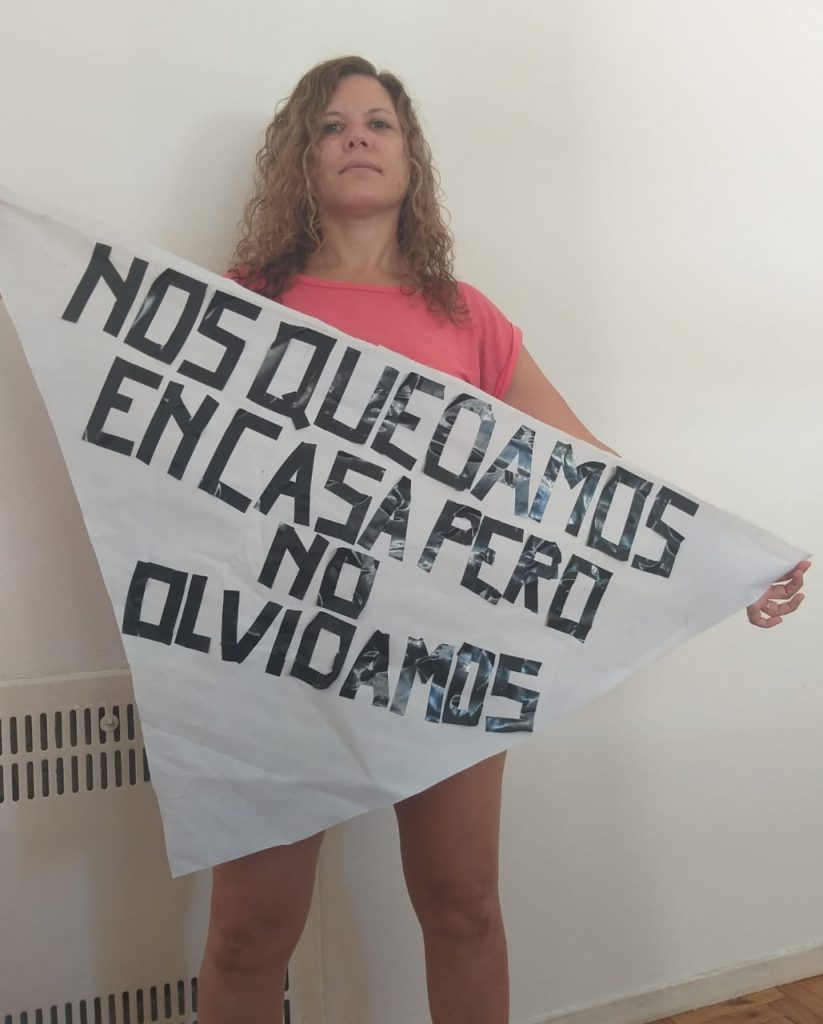 NOS QUEDAMOS
EN CASA PERO
NO
OLVIDAMOS